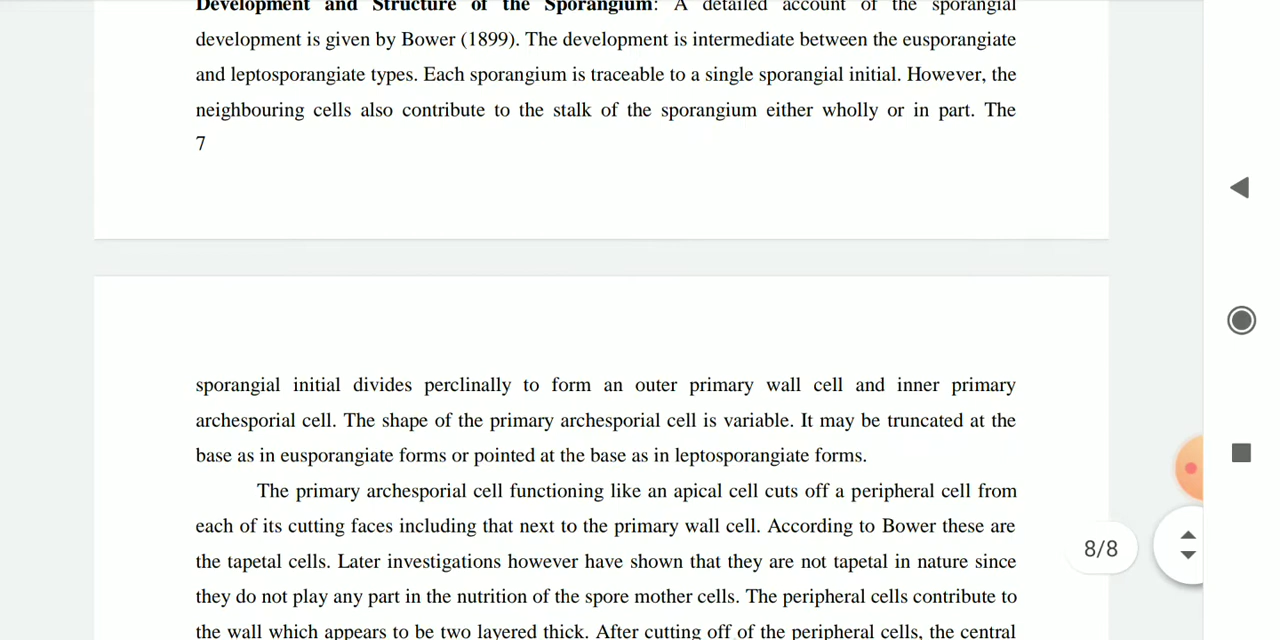 Development and Structure of the Sporangium: A detailed account of the sporangial
development is given by Bower (1899). The development is intermediate between the eusporangiate
and leptosporangiate types. Each sporangium is traceable to a single sporangial initial. However, the
neighbouring cells also contribute to the stalk of the sporangium either wholly or in part. The
7
sporangial initial divides perclinally to form an outer primary wall cell and inner primary
archesporial cell. The shape of the primary archesporial cell is variable. It may be truncated at the
base as in eusporangiate forms or pointed at the base as in leptosporangiate forms.
The primary archesporial cell functioning like an apical cell cuts off a peripheral cell from
each of its cutting faces including that next to the primary wall cell. According to Bower these are
the tapetal cells. Later investigations however have shown that they are not tapetal in nature since
8/8
they do not play any part in the nutrition of the spore mother cells. The peripheral cells contribute to
the wall which appears to be two layered thick. After cutting off of the peripheral cells, the central